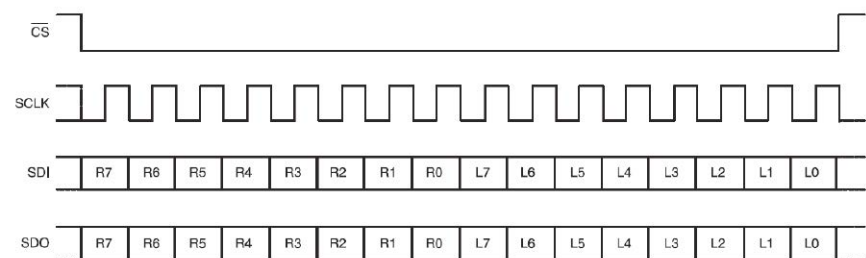 CS
SCLK
SDI R7 R6 R5 R4 R3 R2 R1 R0 L7 L6 L5 L4 L3 L2 L1 L0
SDO R7 R6 R5 R4 R3 R2 R1 R0 L7 L6 L5 L4 L3 L2 L1 L0